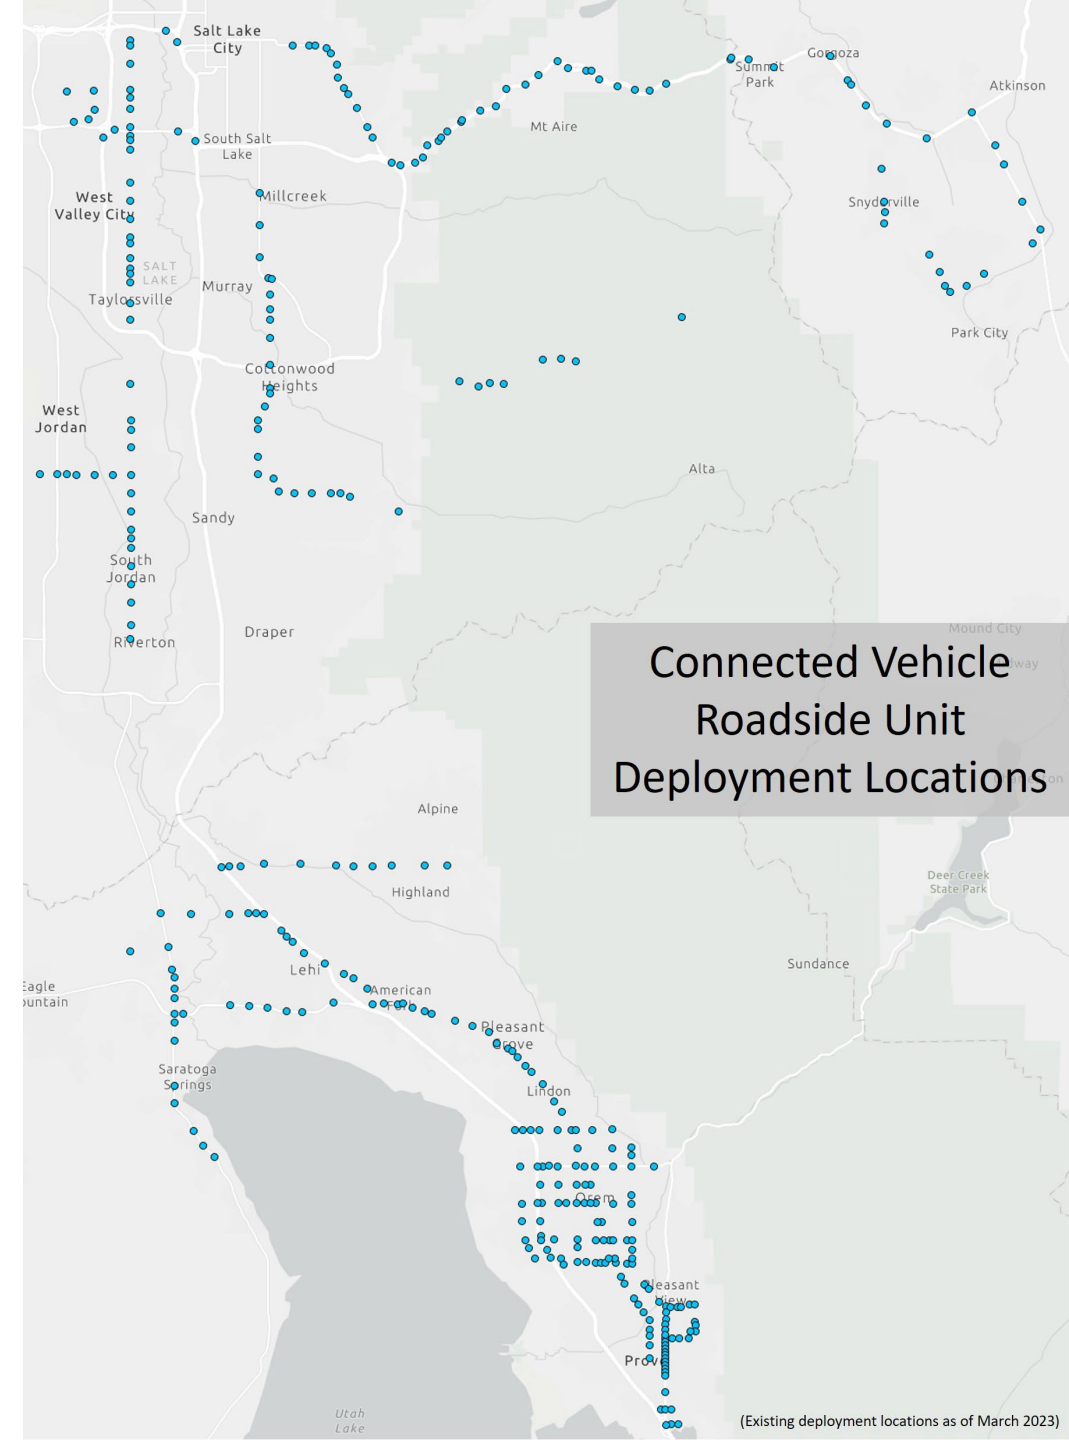 Salt Lake
City
Summit
Park
Gorgoza
Atkinson
Mt Aire
South Salt
Lake
West
Valley City
Millcreek
Snyderville
SALT
LAKE
Taylorsville
Murray
Park City
Cottonwood
Heights
West
Jordan
Alta
Sandy
South
Jordan
Riverton
Draper
Mound City
Connected Vehicle
Roadside Unit
Deployment Locations
Alpine
Highland
Deer Creek
State Park
Sundance
Lehi
Eagle
American
Fork
Pleasant
Grove
Saratoga
Springs
Lindon
Orem
Pleasant
View
Provo
Utah
Lake
(Existing deployment locations as of March 2023)